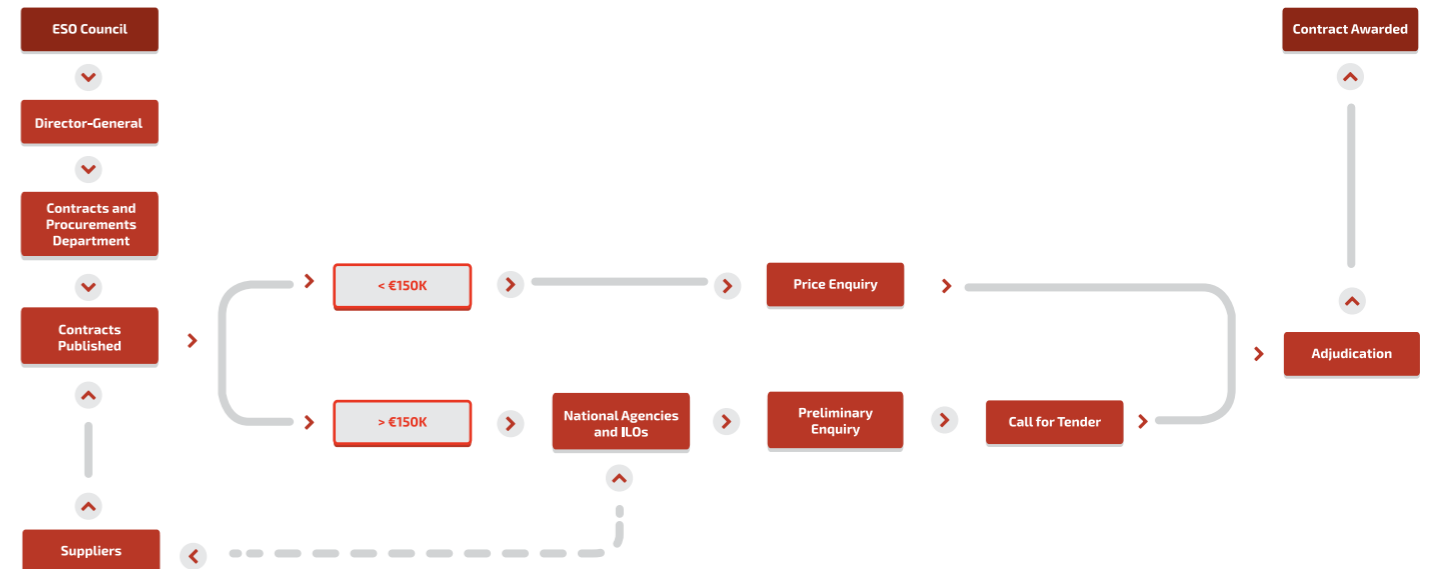 ESO Council
Director-General
Contracts and
Procurements
Department
Contracts
Published
Suppliers
< €150K
Price Enquiry
> €150K
National Agencies
and ILOs
Preliminary
Enquiry
Call for Tender
Adjudication
Contract Awarded